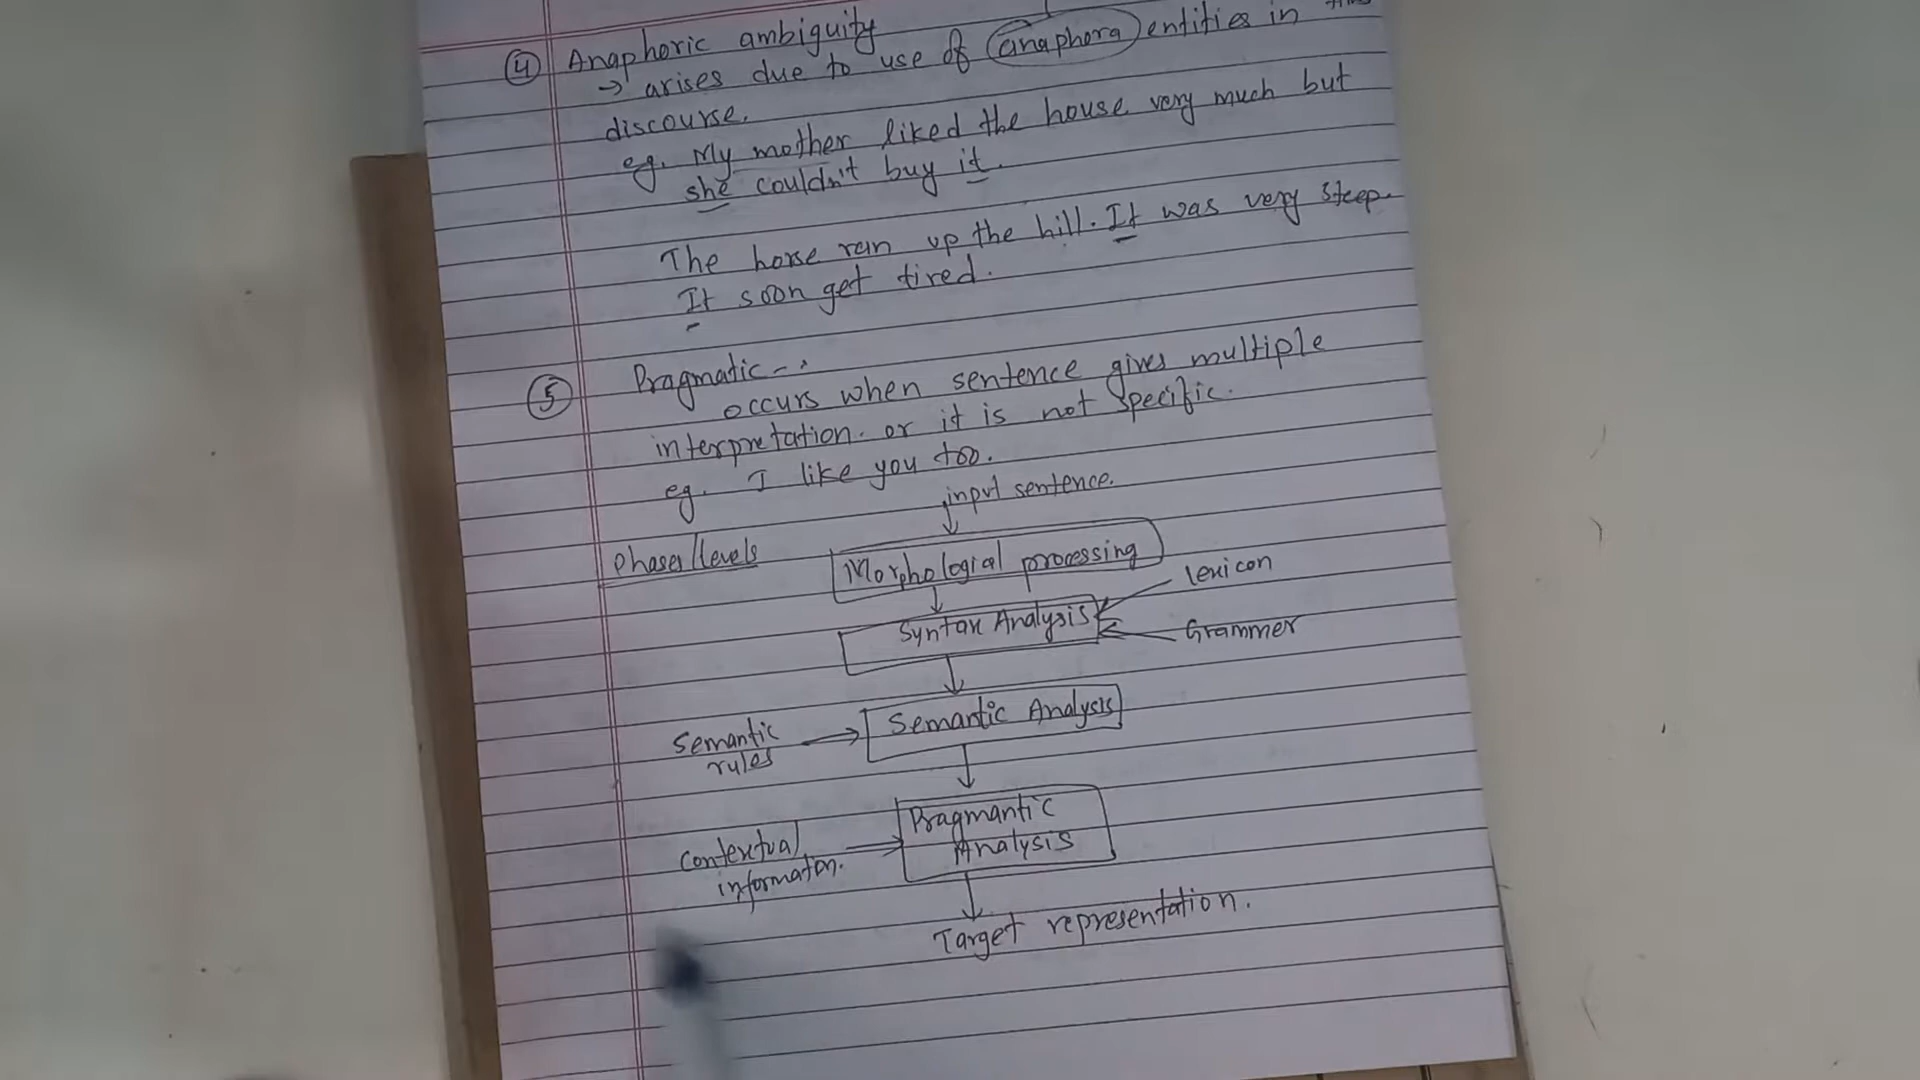 ④ Anaphoric ambiguity
→ arises due to use of anaphora entities in
discourse.
eg. My mother liked the house very much but
she couldn't buy it.
The horse ran up the hill. It was very steep.
It soon get tired.
⑤ Pragmatic -:
occurs when sentence gives multiple
interpretation. or it is not specific.
eg. I like you too.
input sentence.
Phases/levels
Morphological processing
lexicon
Syntax Analysis
Grammer
Semantic Analysis
Semantic
rules
Pragmantic
Analysis
Contextual
information.
Target representation.